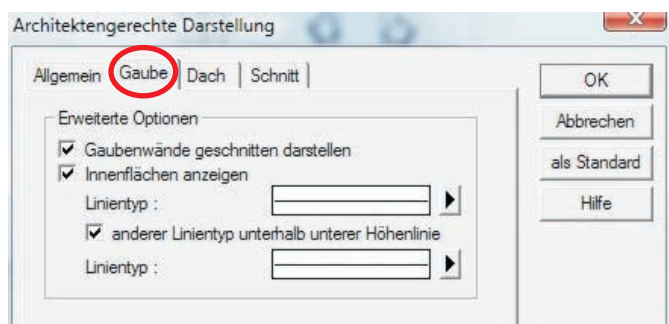 Architektengerechte Darstellung
Allgemein Gaube Dach Schnitt
OK
Erweiterte Optionen
Abbrechen
Gaubenwände geschnitten darstellen
als Standard
Innenflächen anzeigen
Linientyp :
Hilfe
anderer Linientyp unterhalb unterer Höhenlinie
Linientyp :